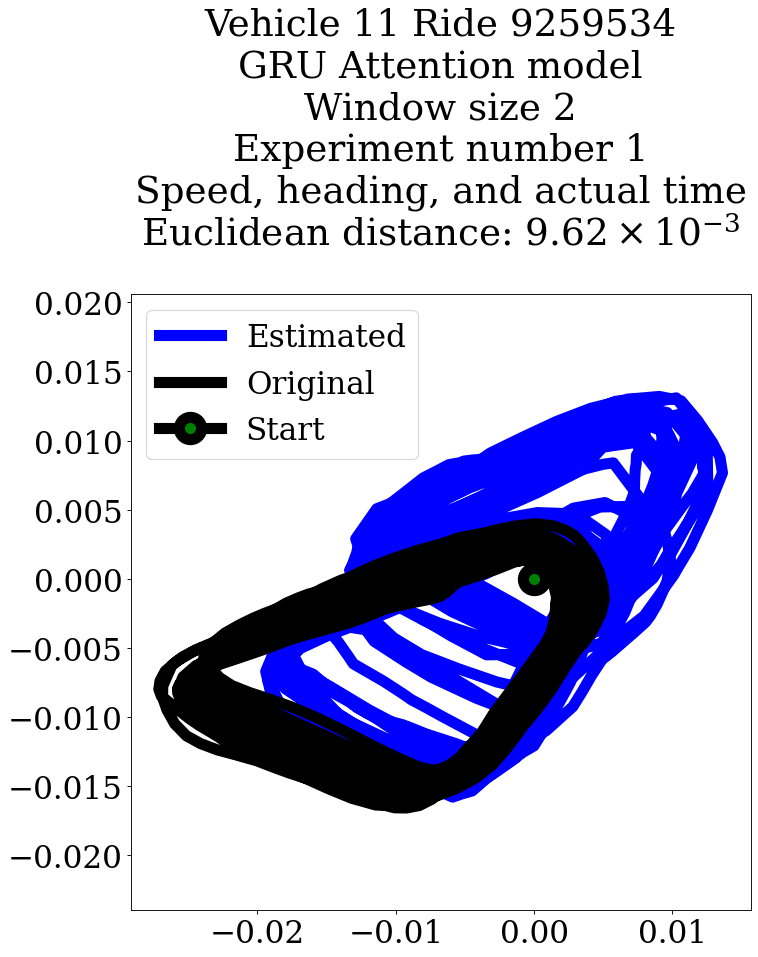 Vehicle 11 Ride 9259534
GRU Attention model
Window size 2
Experiment number 1
Speed, heading, and actual time
Euclidean distance: 9.62 × 10⁻³
Estimated
Original
Start
0.020
0.015
0.010
0.005
0.000
−0.005
−0.010
−0.015
−0.020
−0.02 −0.01 0.00 0.01